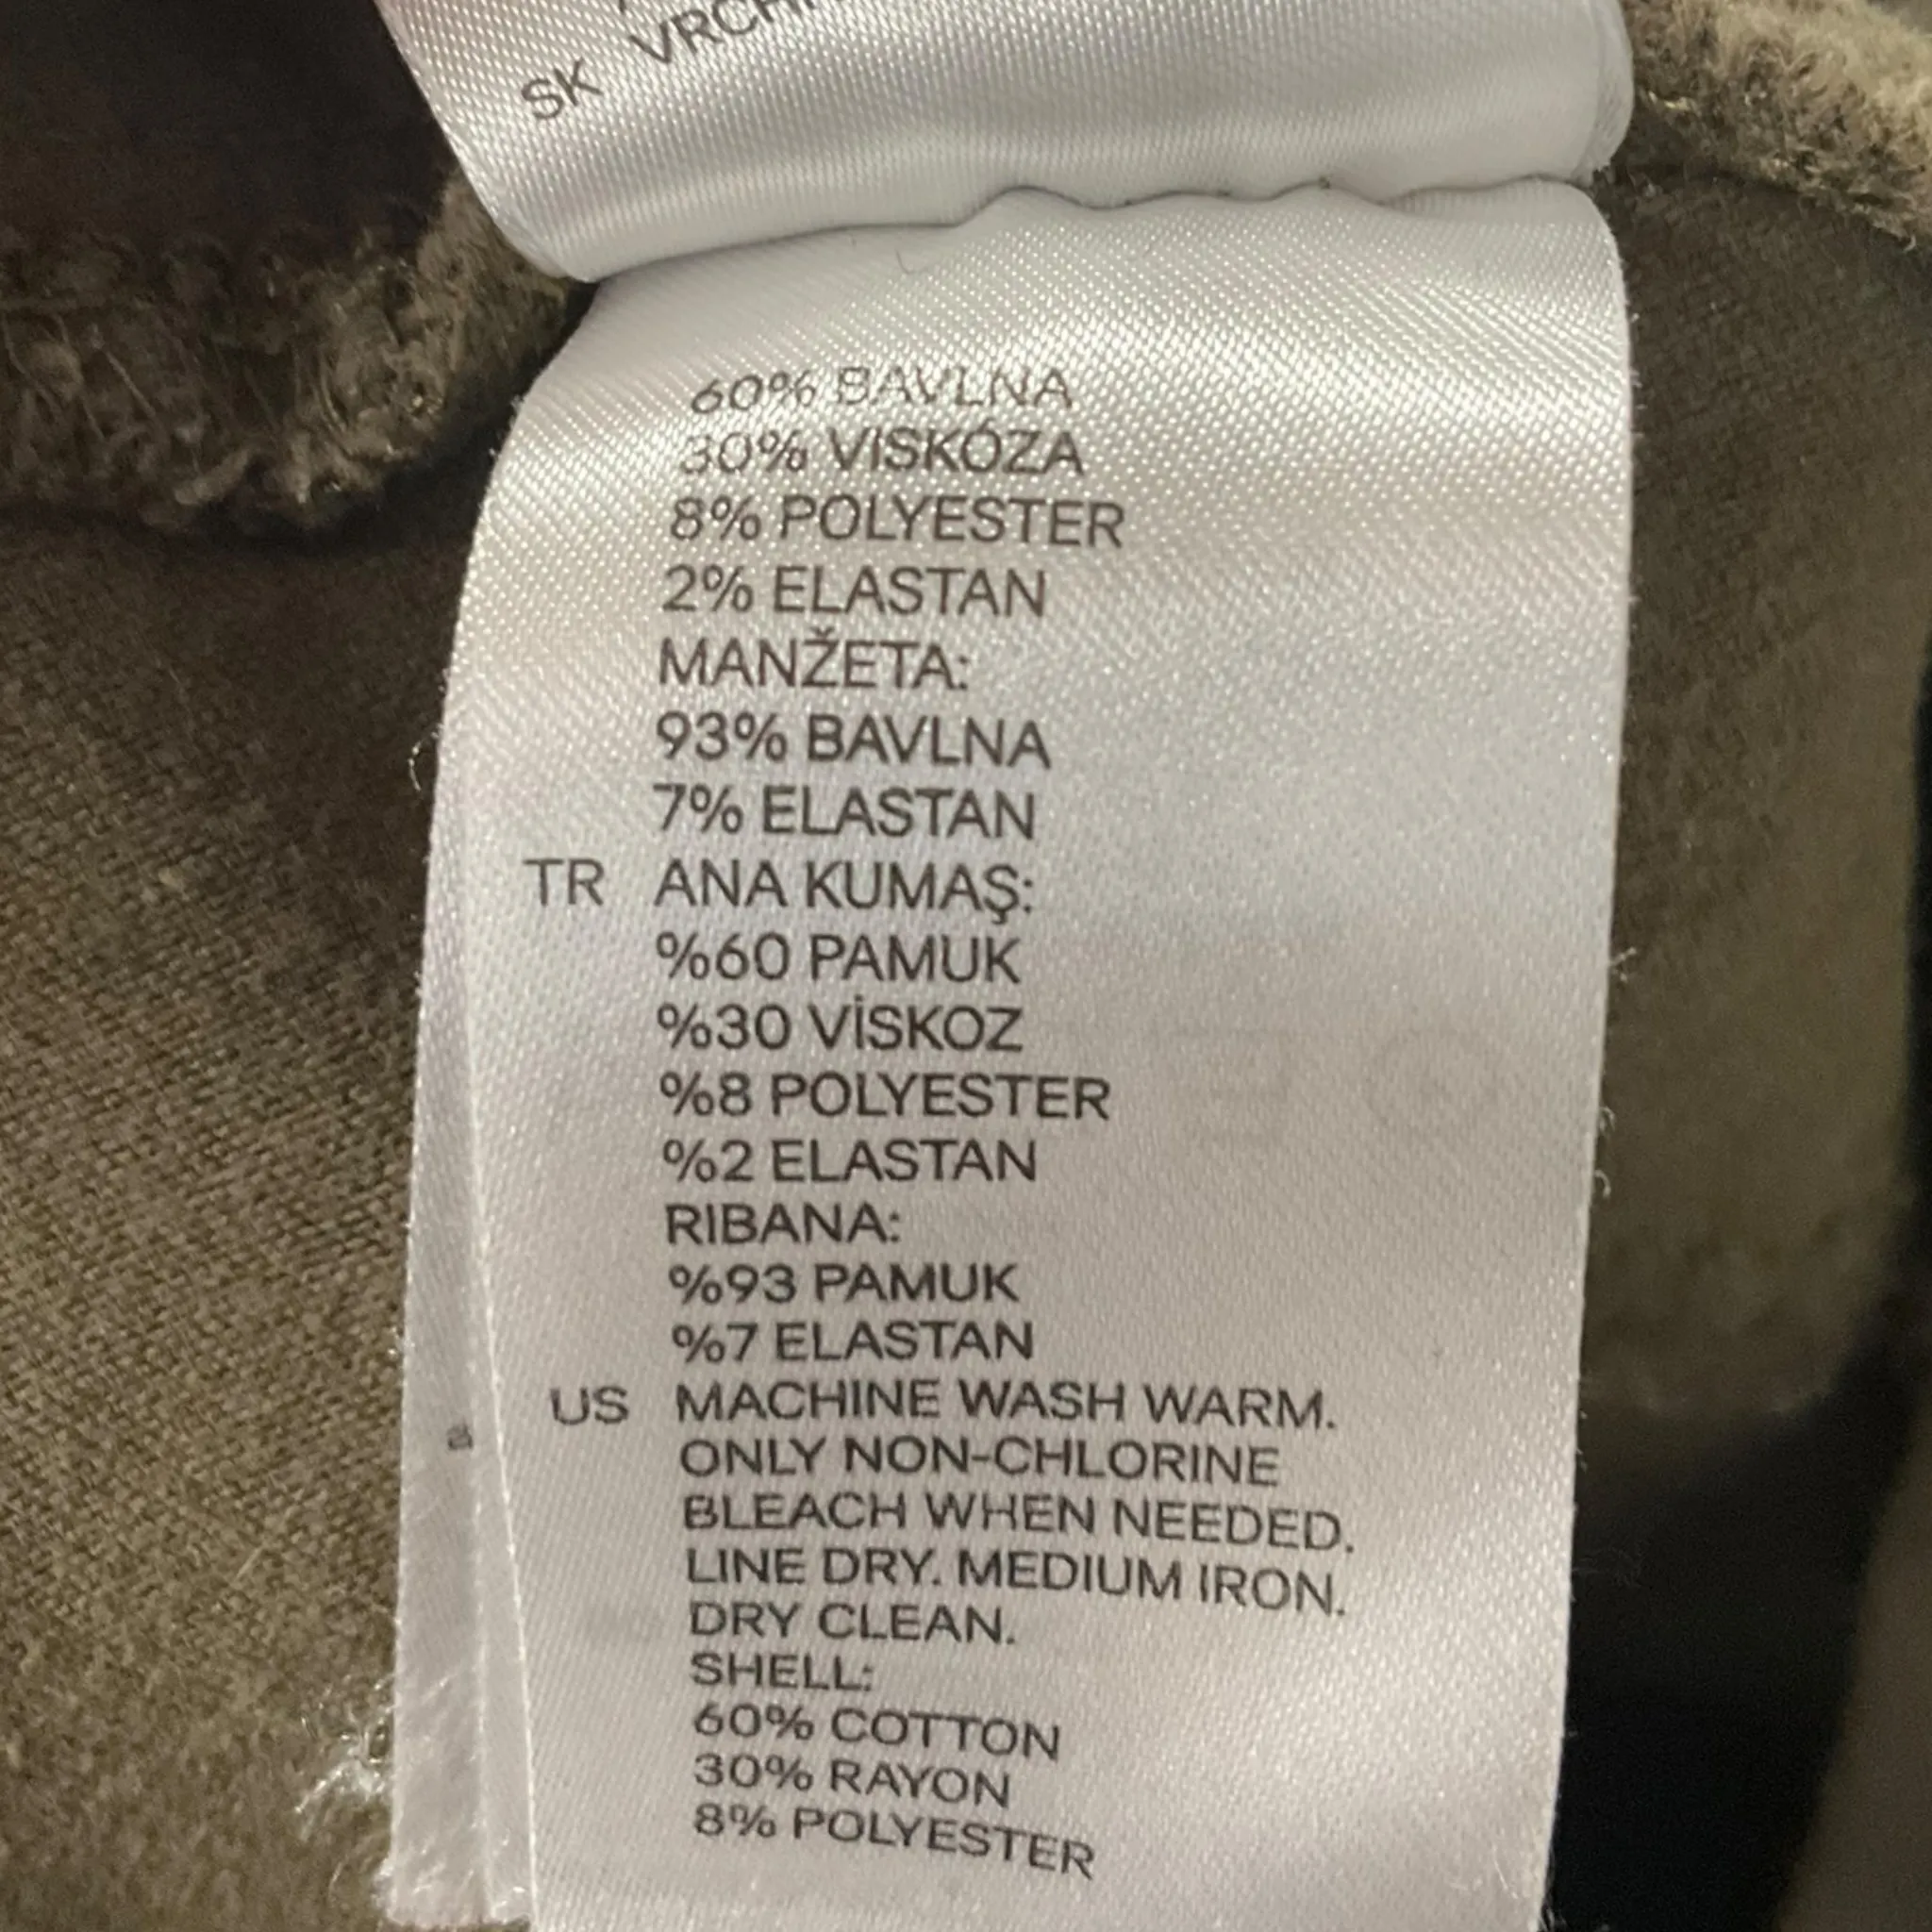 SK
60% BAVLNA
30% VISKÓZA
8% POLYESTER
2% ELASTAN
MANŽETA:
93% BAVLNA
7% ELASTAN
TR ANA KUMAŞ:
%60 PAMUK
%30 VİSKOZ
%8 POLYESTER
%2 ELASTAN
RIBANA:
%93 PAMUK
%7 ELASTAN
US MACHINE WASH WARM.
ONLY NON-CHLORINE
BLEACH WHEN NEEDED.
LINE DRY. MEDIUM IRON.
DRY CLEAN.
SHELL:
60% COTTON
30% RAYON
8% POLYESTER